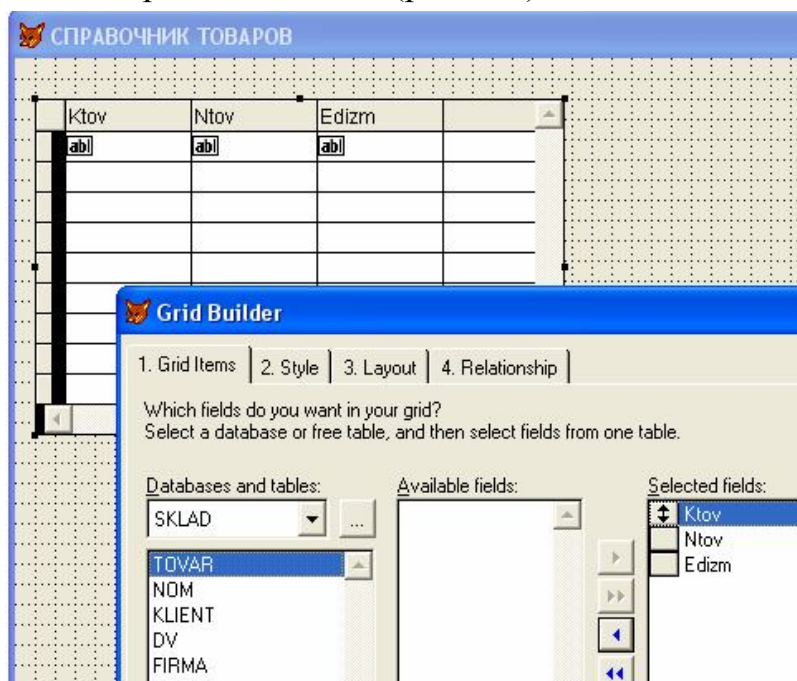 СПРАВОЧНИК ТОВАРОВ
Ktov Ntov Edizm
abl abl abl
Grid Builder
1. Grid Items 2. Style 3. Layout 4. Relationship
Which fields do you want in your grid?
Select a database or free table, and then select fields from one table.
Databases and tables: Available fields: Selected fields:
SKLAD ... Ktov
Ntov
TOVAR Edizm
NOM
KLIENT
DV
FIRMA